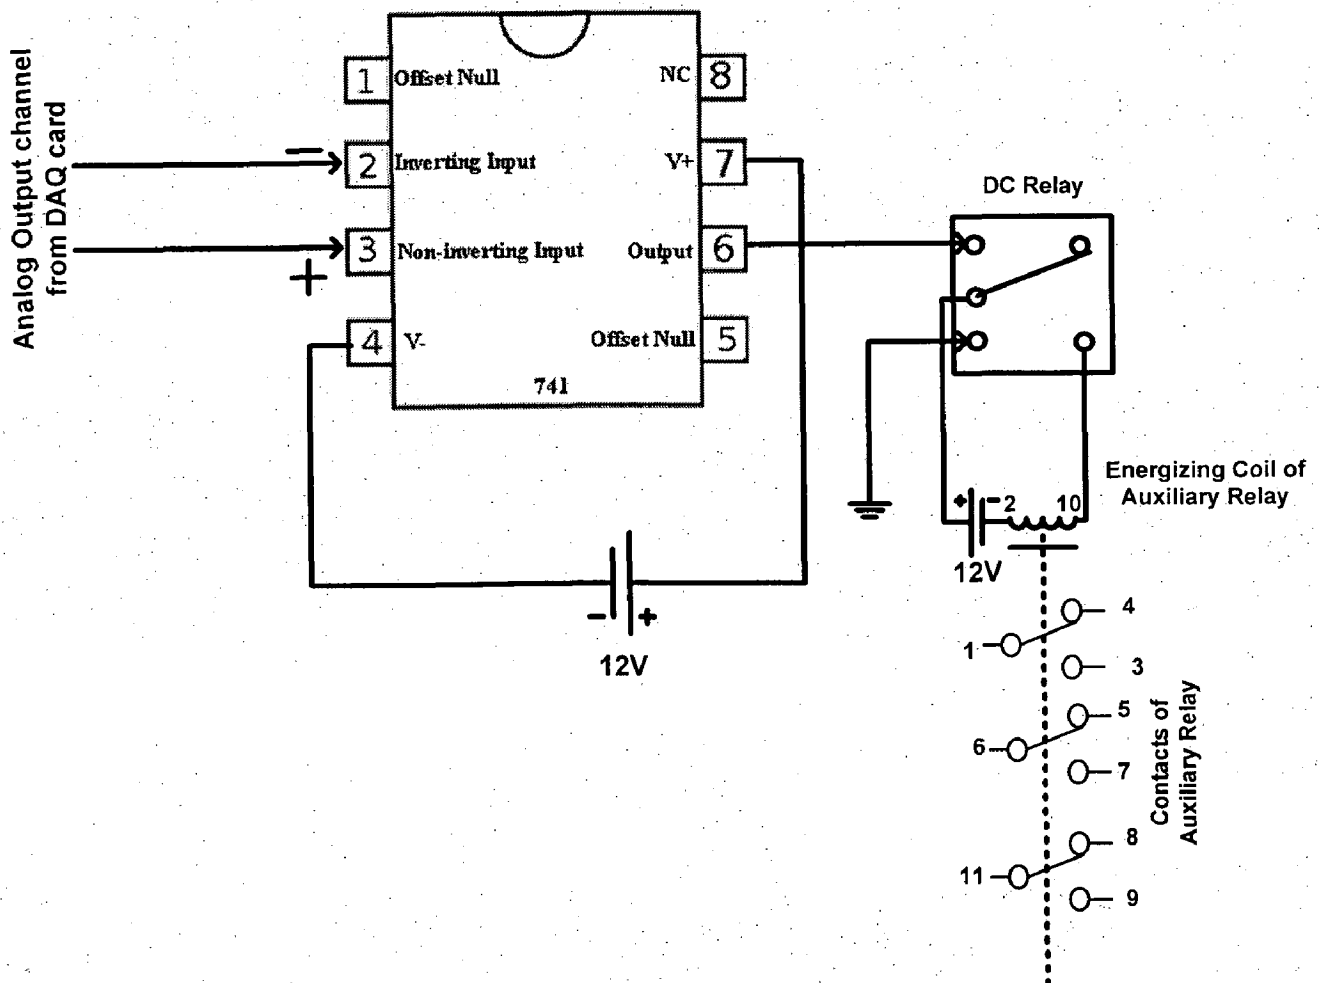 Analog Output channel
from DAQ card
−
+
1 Offset Null
2 Inverting Input
3 Non-inverting Input
4 V-
NC 8
V+ 7
Output 6
Offset Null 5
741
- +
12V
DC Relay
Energizing Coil of
Auxiliary Relay
+ - 2 10
12V
4
1
3
5
6
7
8
11
9
Contacts of
Auxiliary Relay